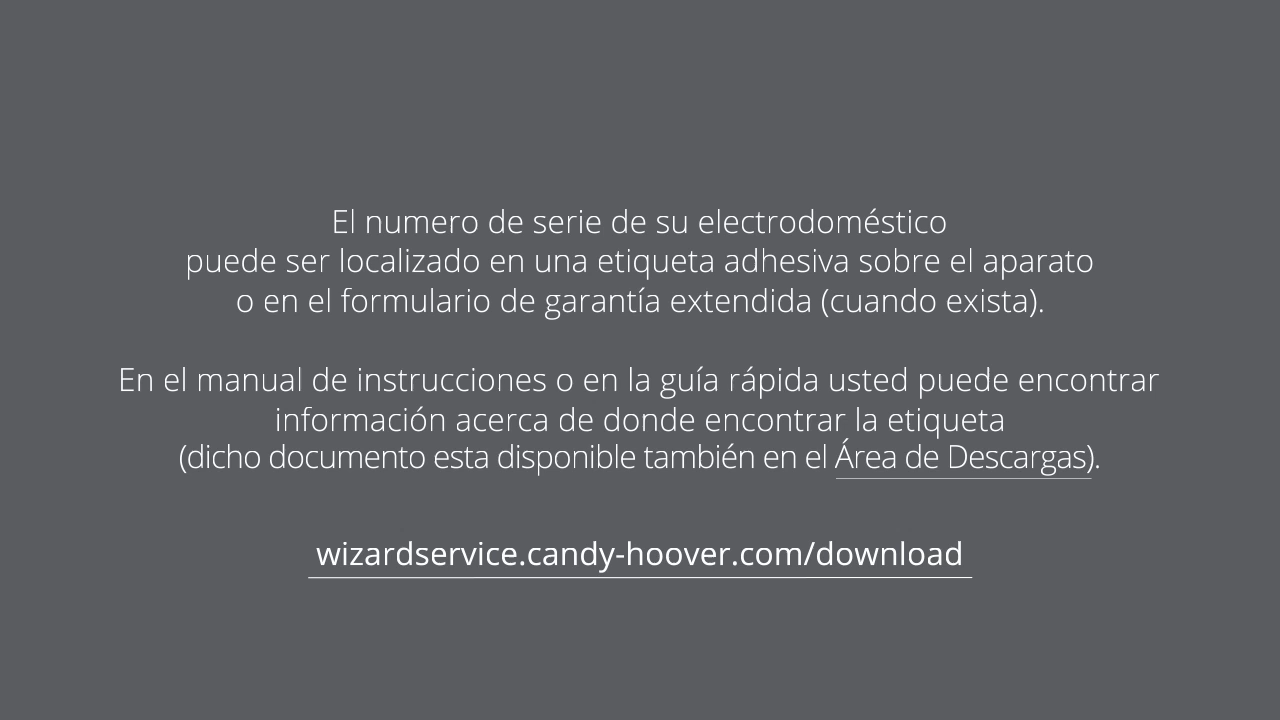 El numero de serie de su electrodoméstico
puede ser localizado en una etiqueta adhesiva sobre el aparato
o en el formulario de garantía extendida (cuando exista).
En el manual de instrucciones o en la guía rápida usted puede encontrar
información acerca de donde encontrar la etiqueta
(dicho documento esta disponible también en el Área de Descargas).
wizardservice.candy-hoover.com/download